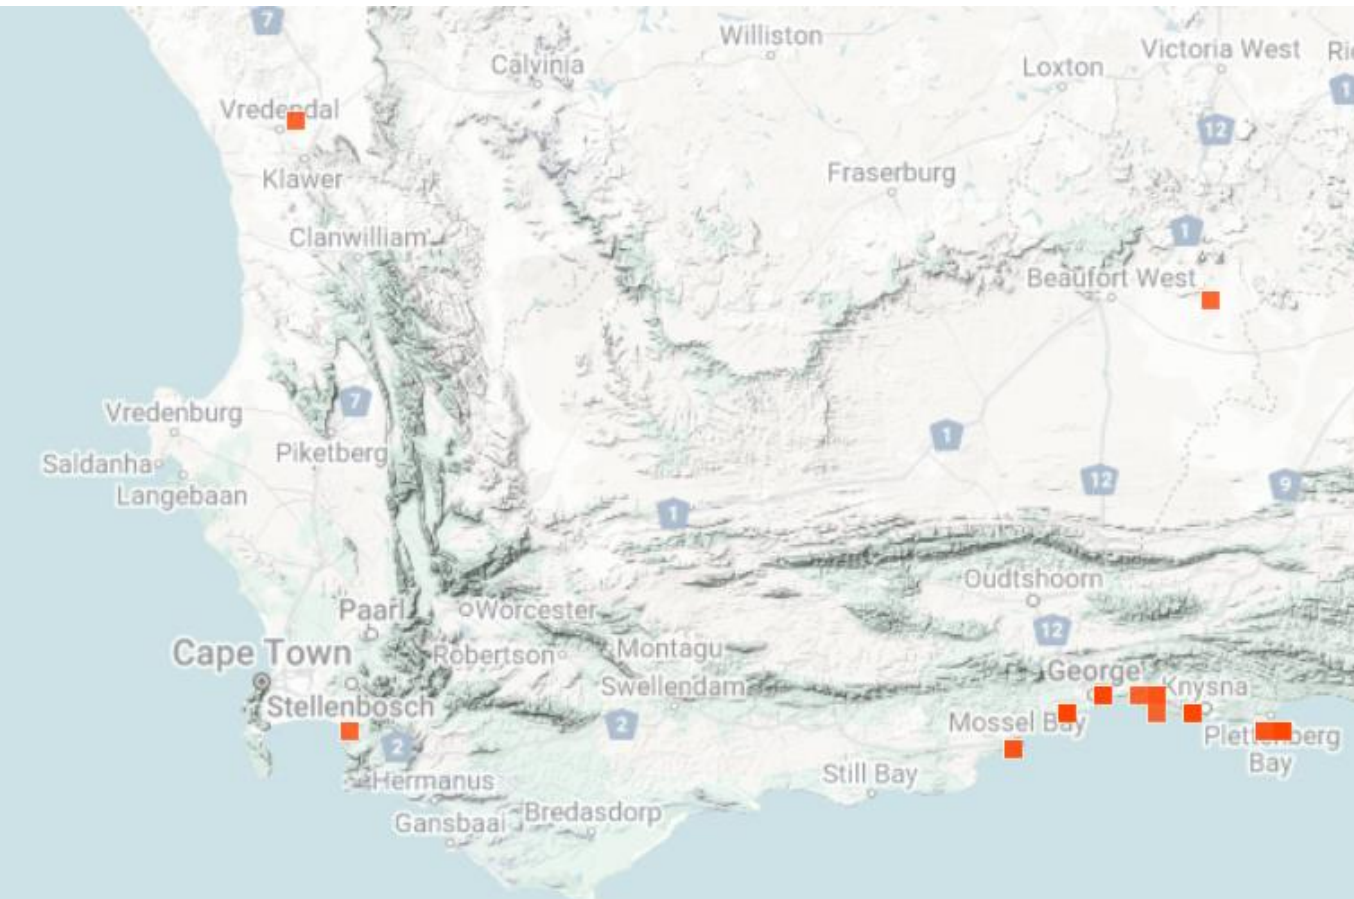 7
Williston
Victoria West
Calvinia
Loxton
1
Vredendal
12
Fraserburg
Klawer
1
Clanwilliam
Beaufort West
7
Vredenburg
1
Piketberg
Saldanha
12
9
Langebaan
1
Oudtshoorn
Paarl
Worcester
12
Cape Town
Robertson
Montagu
George
Swellendam
Knysna
Stellenbosch
2
Mossel Bay
2
Plettenberg
Bay
Still Bay
Hermanus
Gansbaai
Bredasdorp